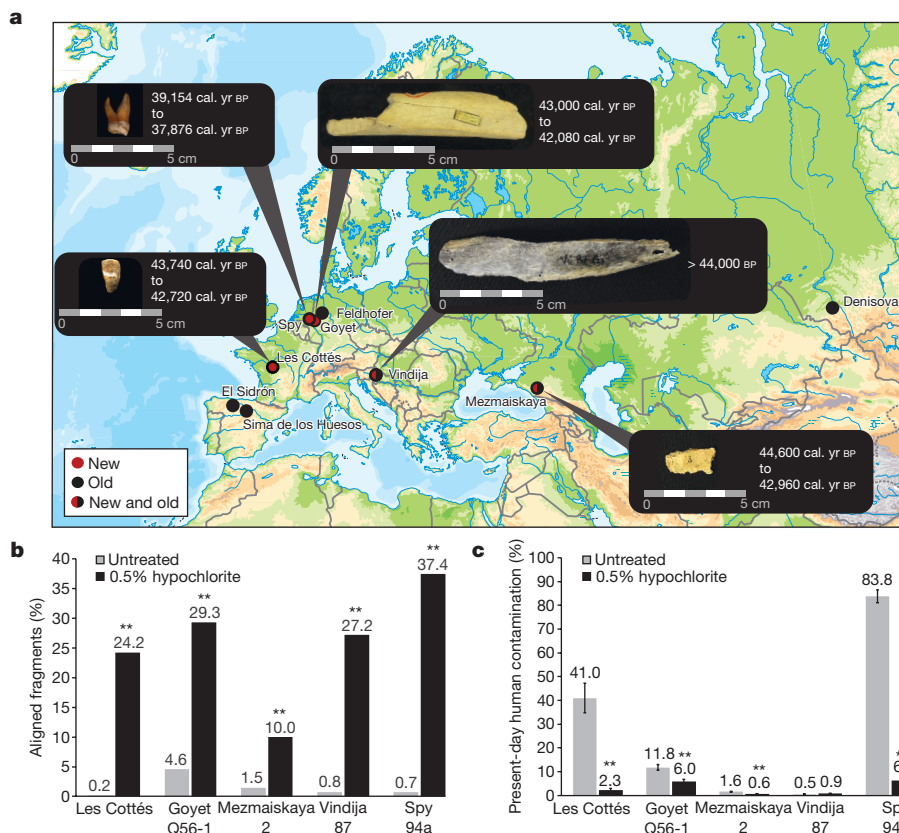 a
39,154 cal. yr BP
to
37,876 cal. yr BP
0 5 cm
43,000 cal. yr BP
to
42,080 cal. yr BP
0 5 cm
43,740 cal. yr BP
to
42,720 cal. yr BP
0 5 cm
> 44,000 BP
0 5 cm
Denisova
Feldhofer
Spy
Goyet
Les Cottés
Vindija
El Sidrón
Mezmaiskaya
Sima de los Huesos
44,600 cal. yr BP
to
42,960 cal. yr BP
0 5 cm
New
Old
New and old
b
Untreated
0.5% hypochlorite
Aligned fragments (%)
40
35
30
25
20
15
10
5
0
0.2
**
24.2
4.6
**
29.3
1.5
**
10.0
0.8
**
27.2
0.7
**
37.4
Les Cottés
Goyet
Q56-1
Mezmaiskaya
2
Vindija
87
Spy
94a
c
Untreated
0.5% hypochlorite
Present-day human contamination (%)
100
90
80
70
60
50
40
30
20
10
0
41.0
**
2.3
11.8
**
6.0
1.6
**
0.6
0.5
0.9
83.8
Les Cottés
Goyet
Q56-1
Mezmaiskaya
2
Vindija
87